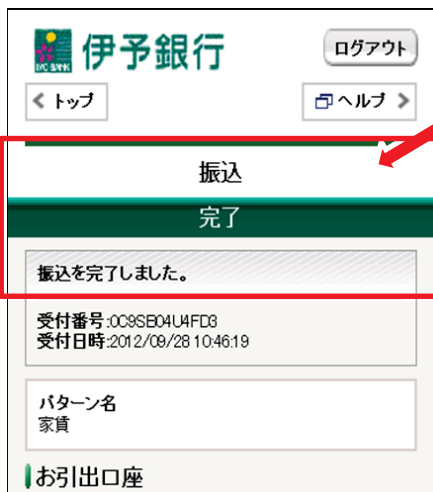 伊予銀行
IYO BANK
ログアウト
トップ
ヘルプ
振込
完了
振込を完了しました。
受付番号:0C9SB04U4FD3
受付日時:2012/09/28 10:46:19
パターン名
家賃
お引出口座